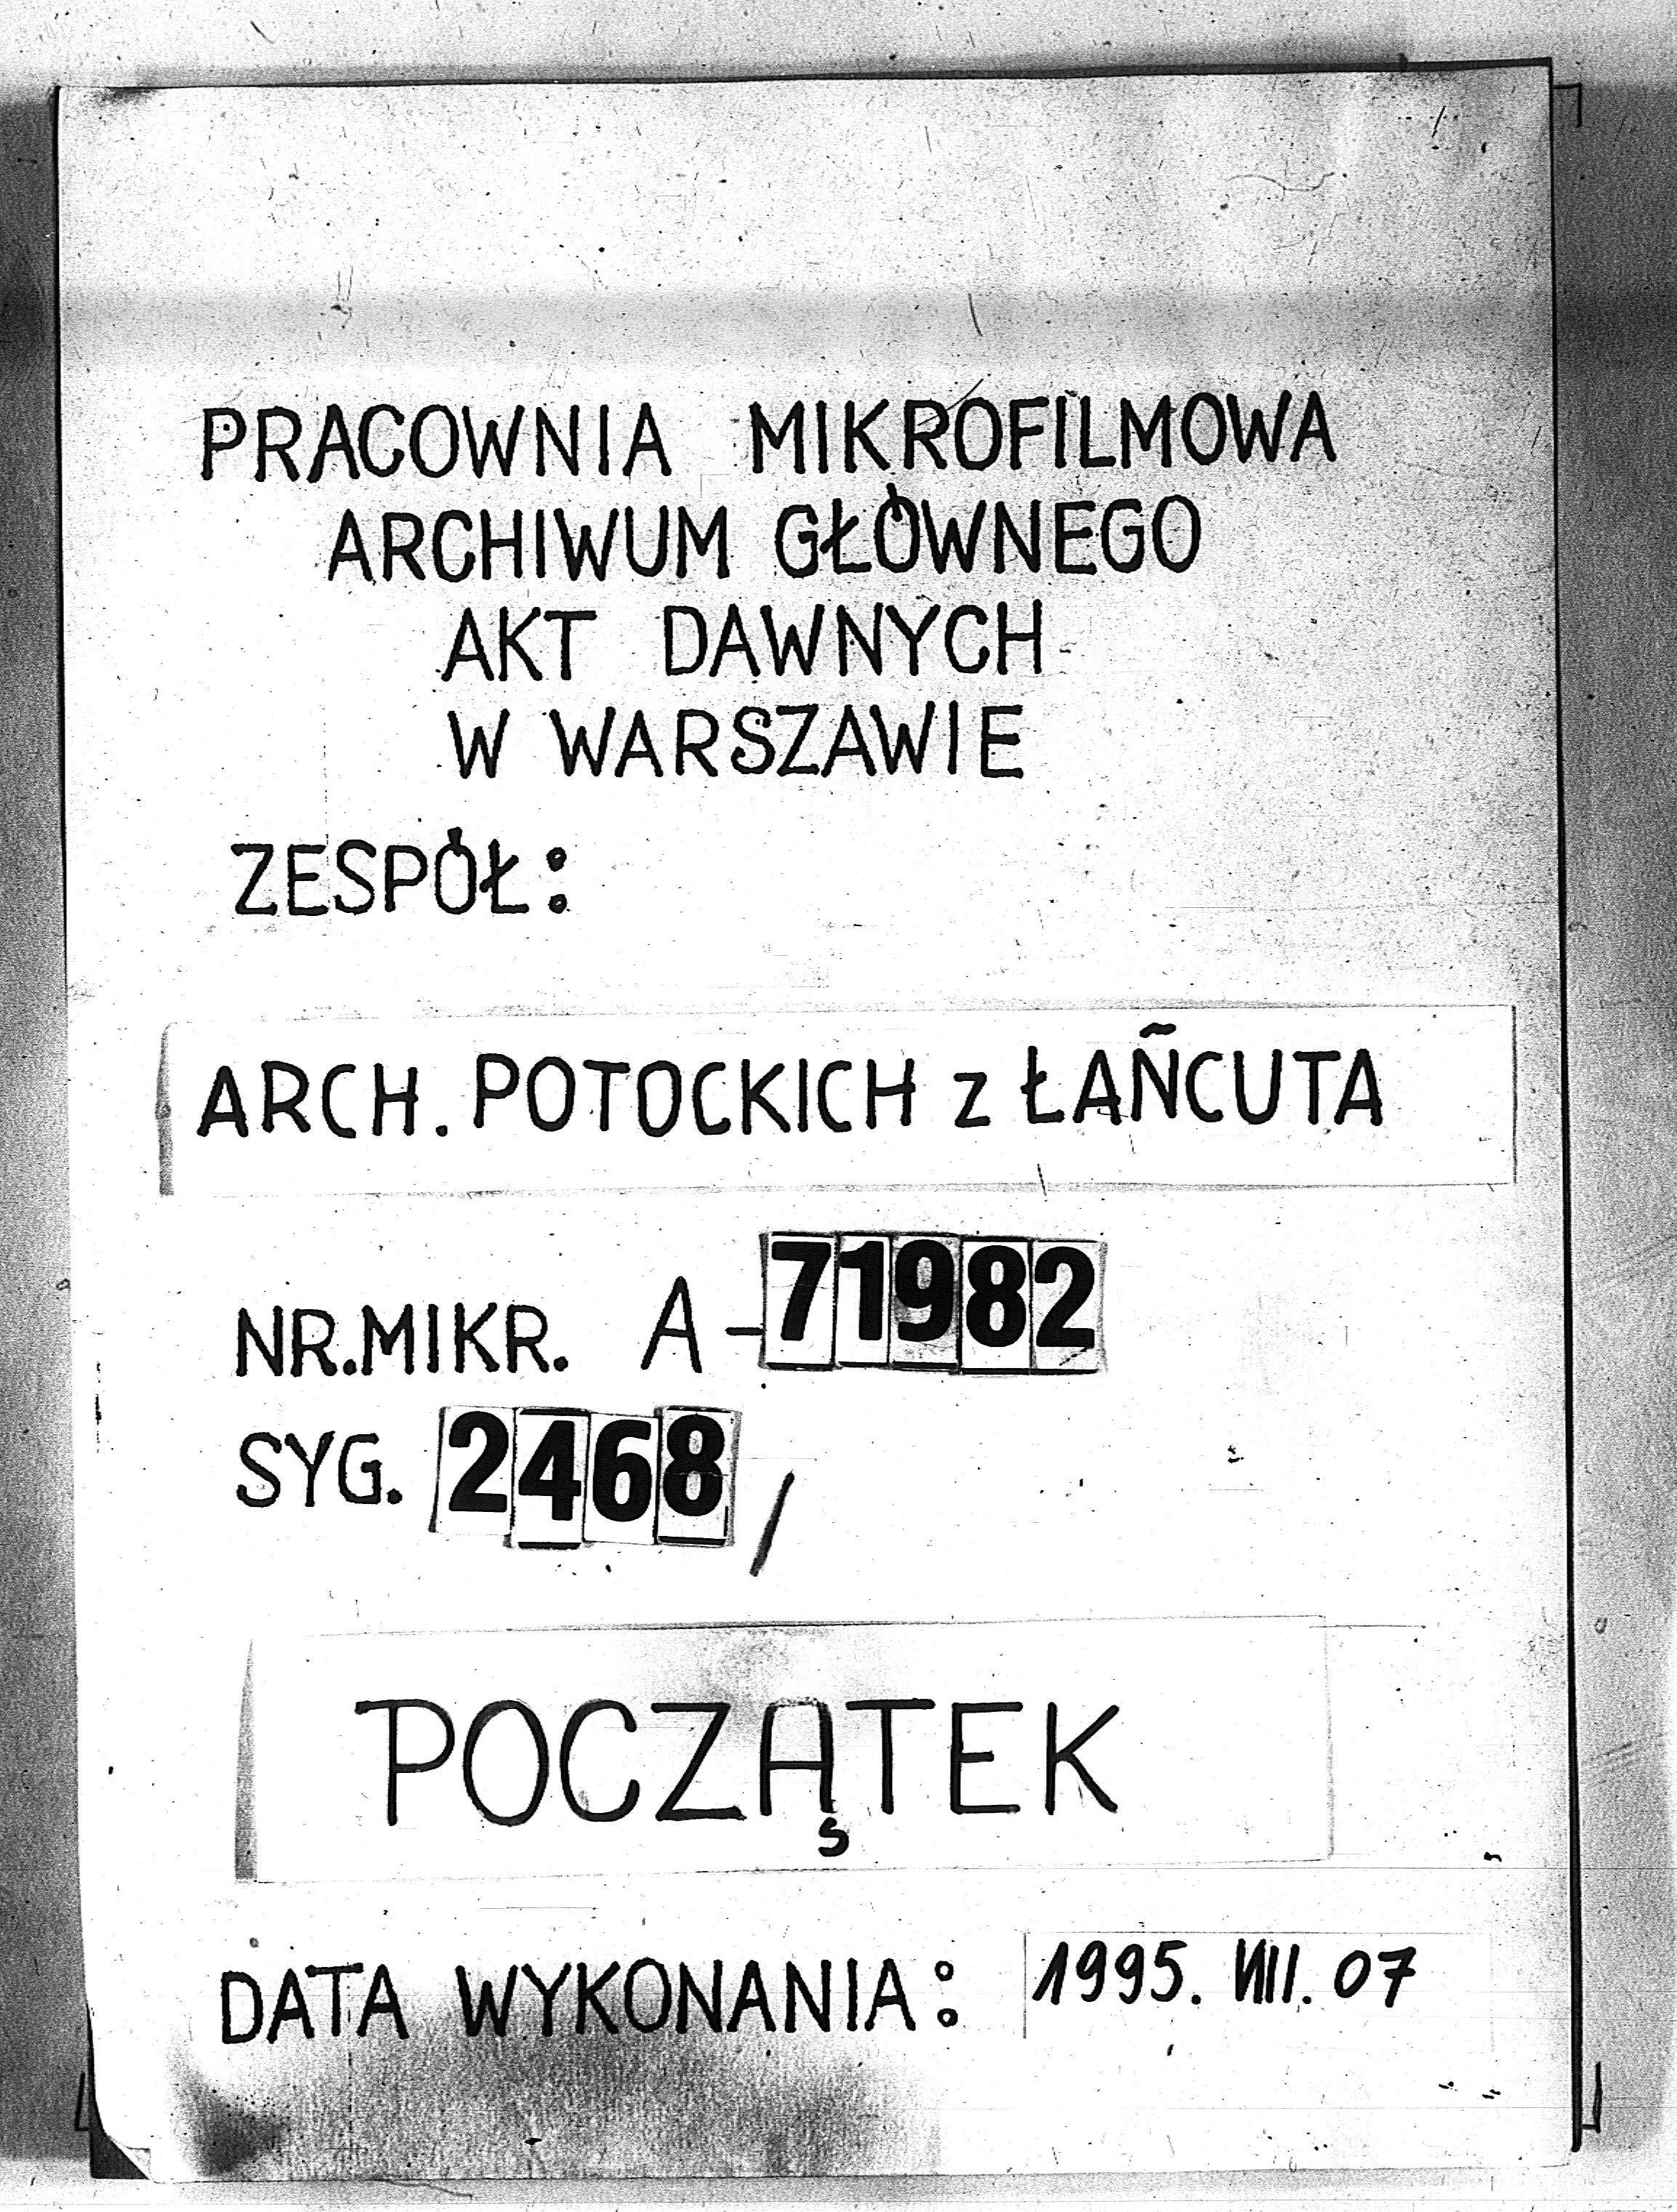 PRACOWNIA MIKROFILMOWA
ARCHIWUM GŁÓWNEGO
AKT DAWNYCH
W WARSZAWIE
ZESPÓŁ:
ARCH. POTOCKICH z ŁAŃCUTA
NR.MIKR. A-71982
SYG. 2468/
POCZĄTEK
DATA WYKONANIA: 1995. VIII. 07